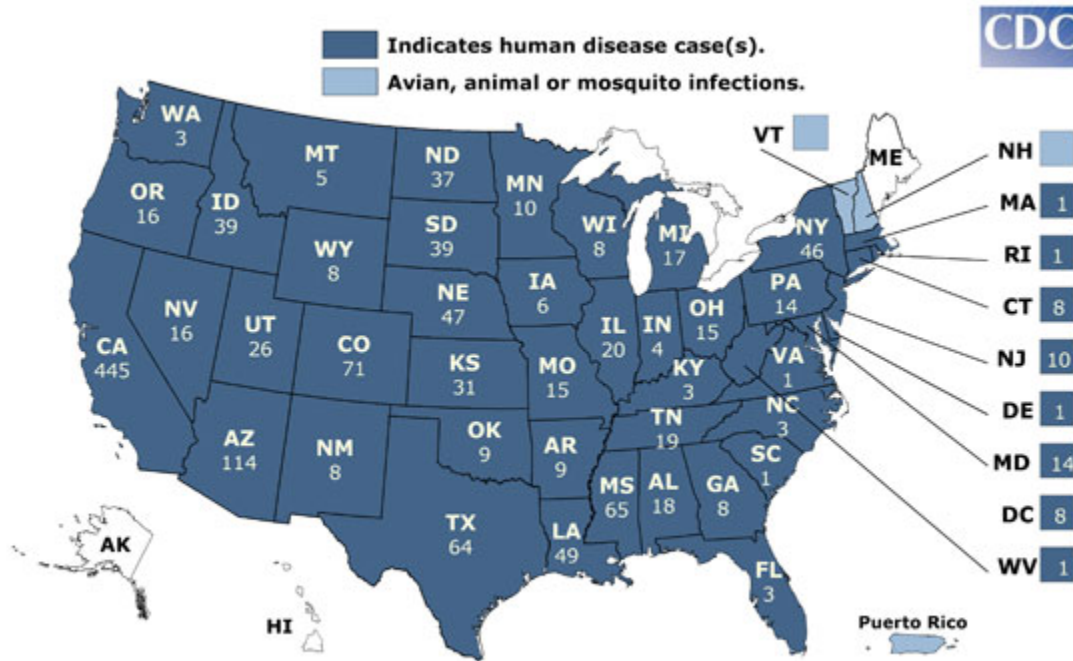 Indicates human disease case(s).
Avian, animal or mosquito infections.
CDC
WA
3
MT
5
ND
37
MN
10
VT
ME
NH
OR
16
ID
39
SD
39
WI
8
MI
17
NY
46
MA 1
WY
8
RI 1
IA
6
PA
14
NE
47
CT 8
NV
16
UT
26
CO
71
IL
20
IN
4
OH
15
NJ 10
CA
445
KS
31
MO
15
KY
3
VA
1
DE 1
AZ
114
NM
8
OK
9
AR
9
TN
19
NC
3
MD 14
SC
1
MS
65
AL
18
GA
8
DC 8
TX
64
LA
49
WV 1
FL
3
AK
HI
Puerto Rico